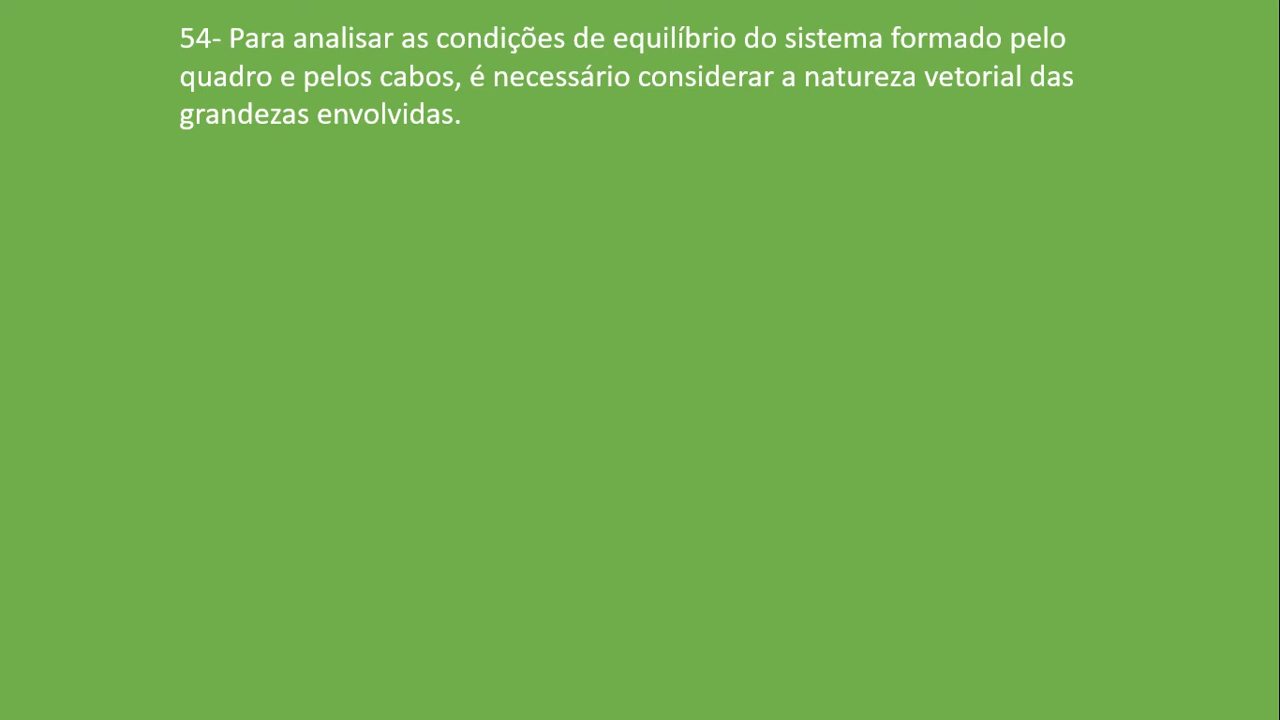 54- Para analisar as condições de equilíbrio do sistema formado pelo
quadro e pelos cabos, é necessário considerar a natureza vetorial das
grandezas envolvidas.